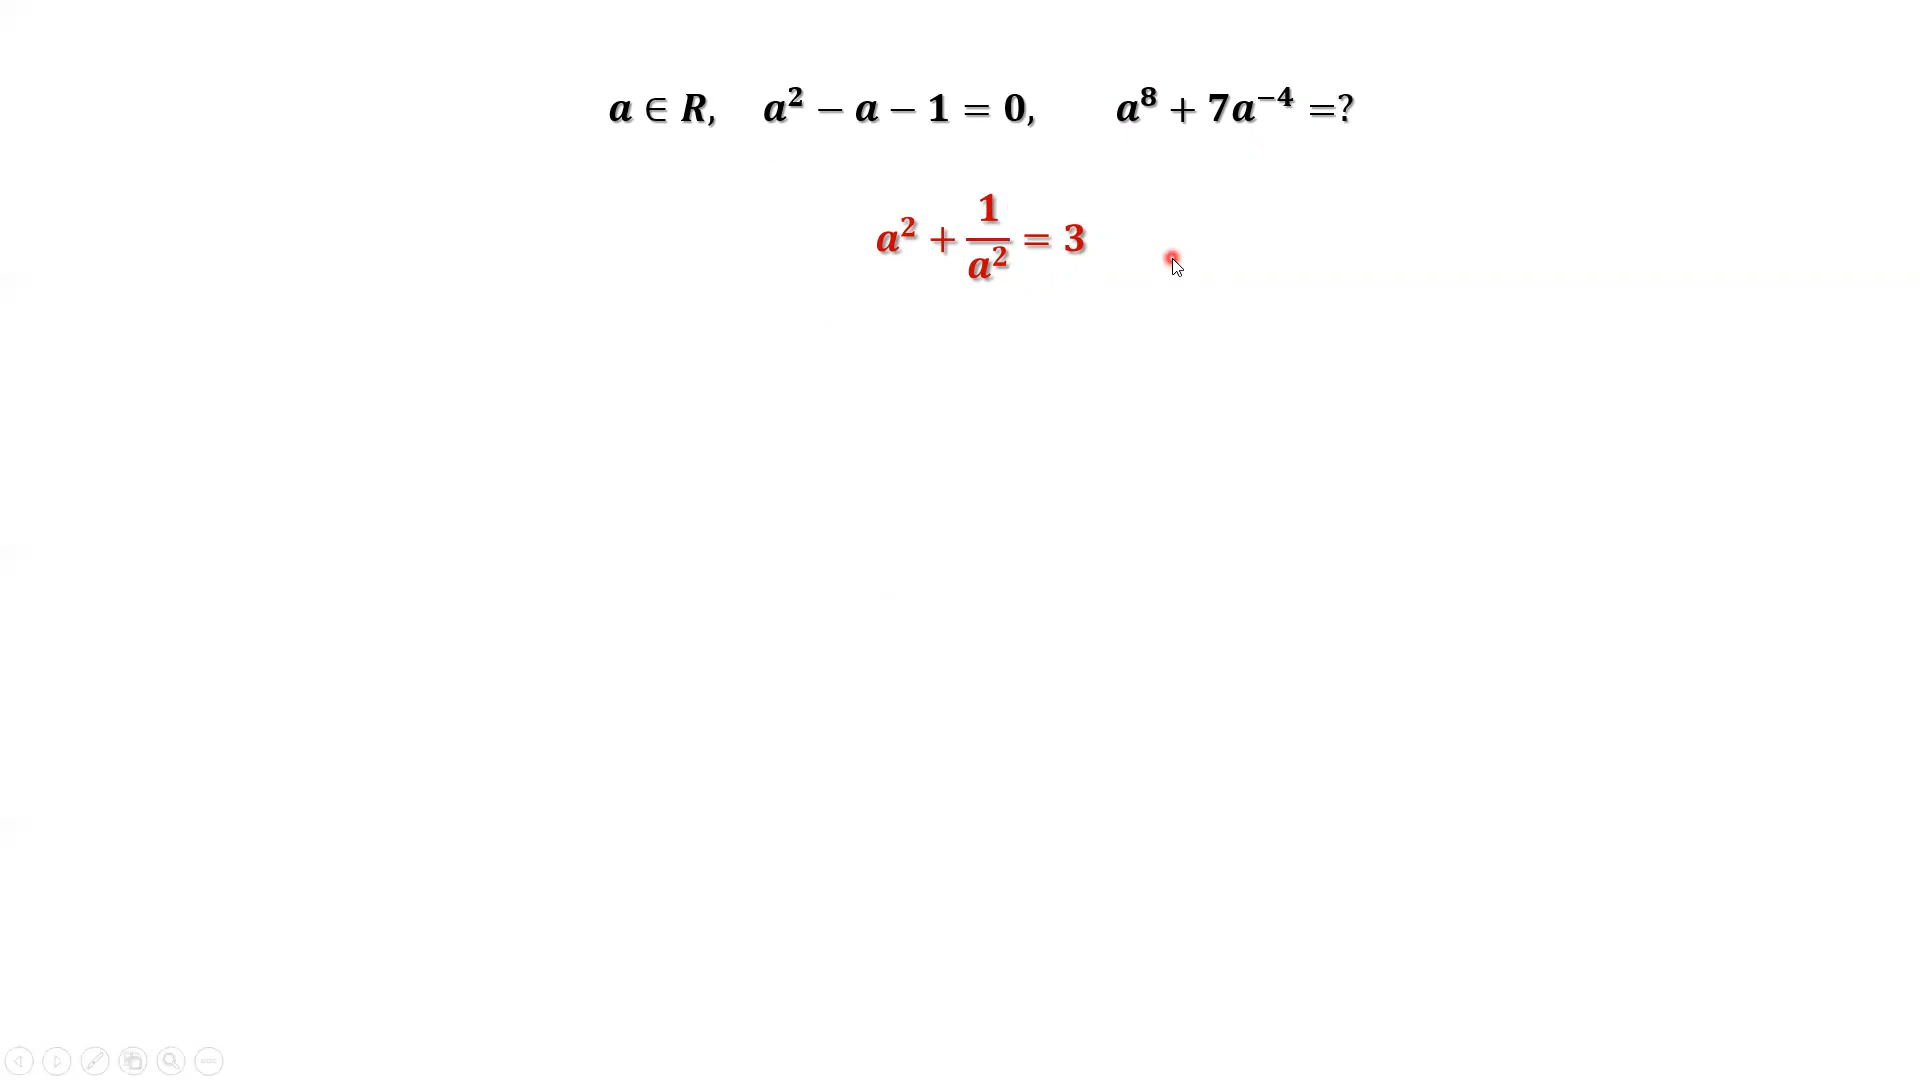 a ∈ R, a² − a − 1 = 0, a⁸ + 7a⁻⁴ =?
a² + 1/a² = 3